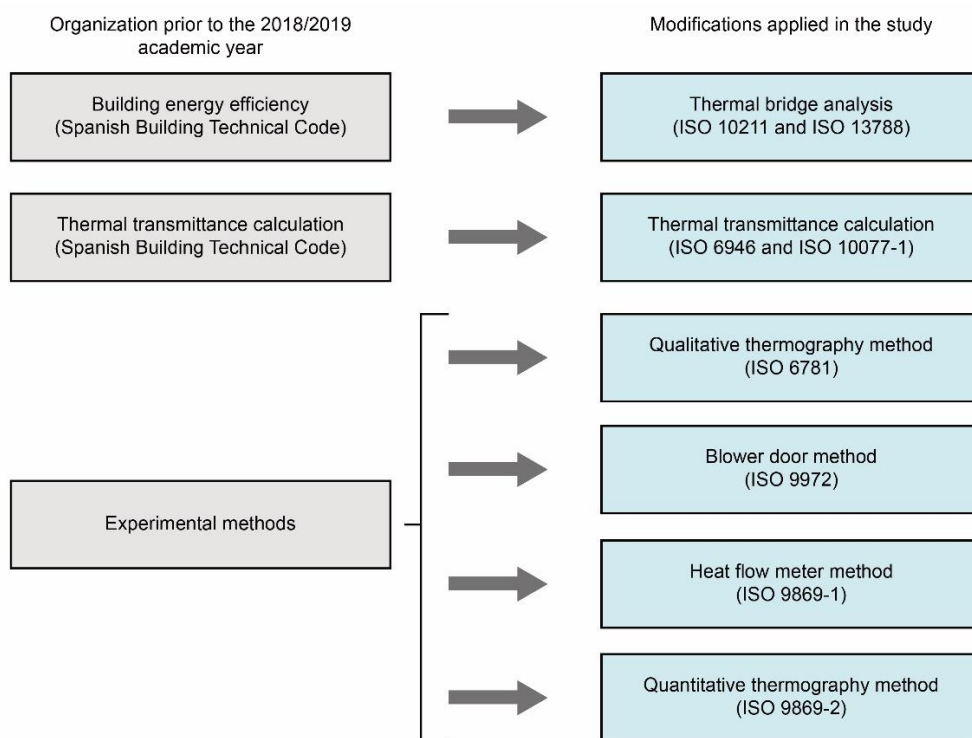 Organization prior to the 2018/2019
academic year
Modifications applied in the study
Building energy efficiency
(Spanish Building Technical Code)
Thermal bridge analysis
(ISO 10211 and ISO 13788)
Thermal transmittance calculation
(Spanish Building Technical Code)
Thermal transmittance calculation
(ISO 6946 and ISO 10077-1)
Experimental methods
Qualitative thermography method
(ISO 6781)
Blower door method
(ISO 9972)
Heat flow meter method
(ISO 9869-1)
Quantitative thermography method
(ISO 9869-2)